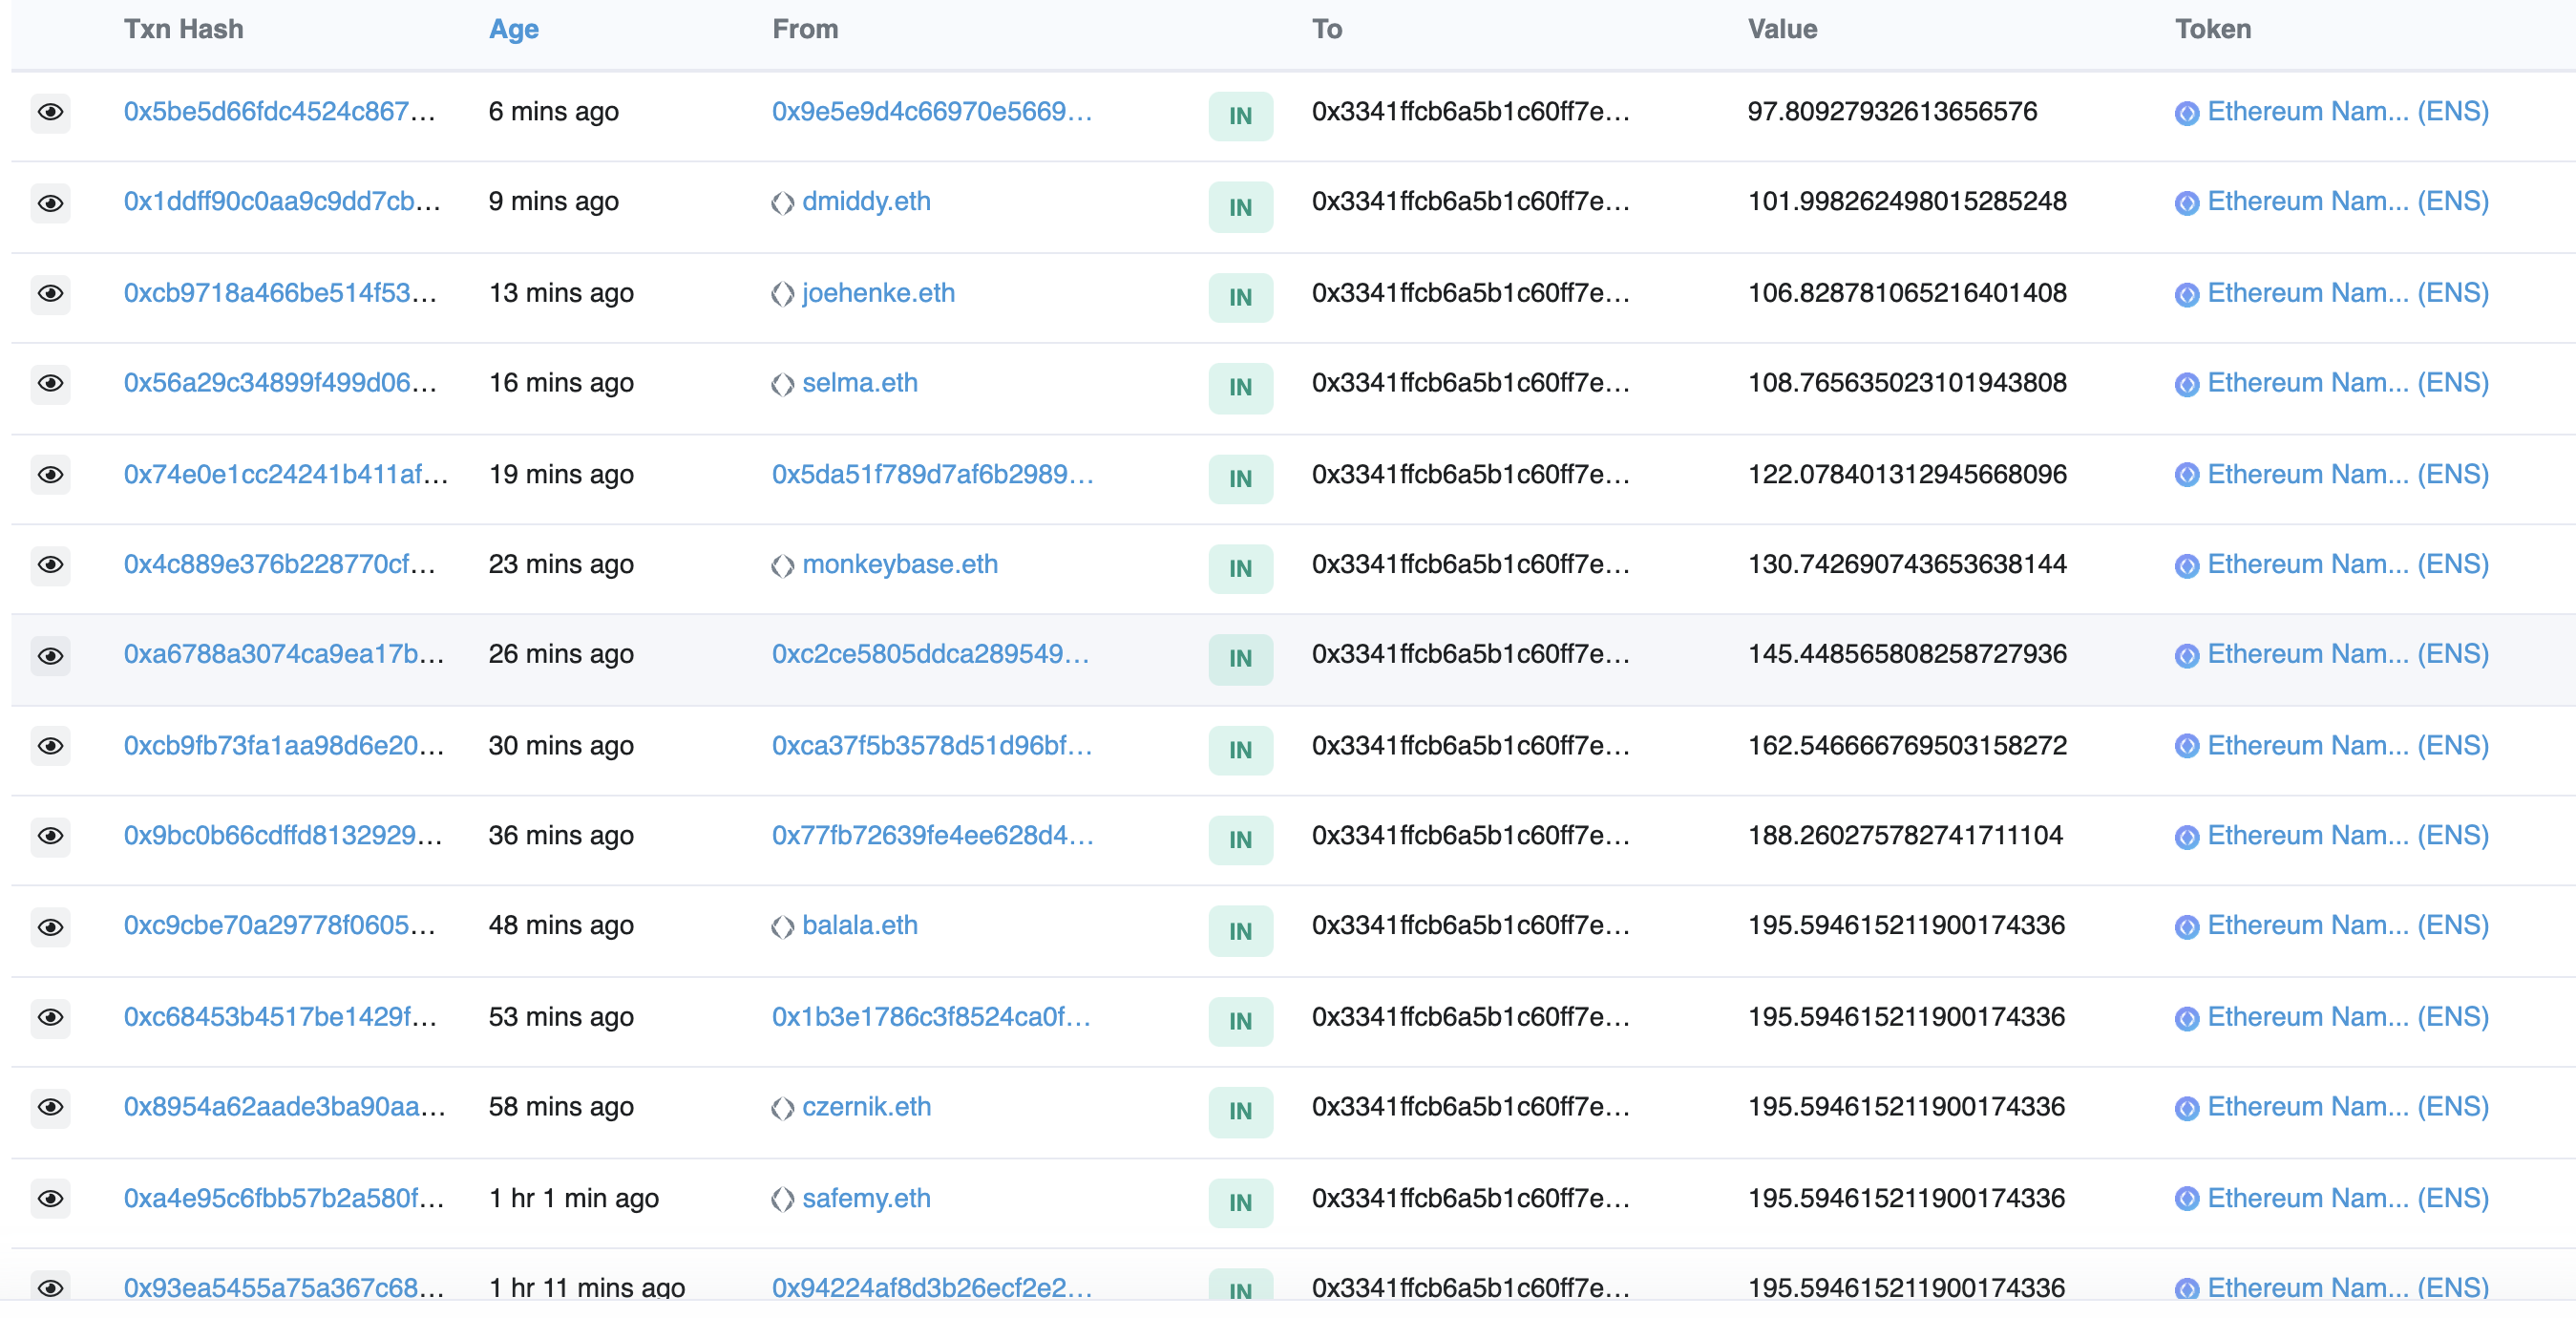 Txn Hash Age From To Value Token
0x5be5d66fdc4524c867... 6 mins ago 0x9e5e9d4c66970e5669... IN 0x3341ffcb6a5b1c60ff7e... 97.80927932613656576 Ethereum Nam... (ENS)
0x1ddff90c0aa9c9dd7cb... 9 mins ago dmiddy.eth IN 0x3341ffcb6a5b1c60ff7e... 101.998262498015285248 Ethereum Nam... (ENS)
0xcb9718a466be514f53... 13 mins ago joehenke.eth IN 0x3341ffcb6a5b1c60ff7e... 106.828781065216401408 Ethereum Nam... (ENS)
0x56a29c34899f499d06... 16 mins ago selma.eth IN 0x3341ffcb6a5b1c60ff7e... 108.765635023101943808 Ethereum Nam... (ENS)
0x74e0e1cc24241b411af... 19 mins ago 0x5da51f789d7af6b2989... IN 0x3341ffcb6a5b1c60ff7e... 122.078401312945668096 Ethereum Nam... (ENS)
0x4c889e376b228770cf... 23 mins ago monkeybase.eth IN 0x3341ffcb6a5b1c60ff7e... 130.742690743653638144 Ethereum Nam... (ENS)
0xa6788a3074ca9ea17b... 26 mins ago 0xc2ce5805ddca289549... IN 0x3341ffcb6a5b1c60ff7e... 145.448565808258727936 Ethereum Nam... (ENS)
0xcb9fb73fa1aa98d6e20... 30 mins ago 0xca37f5b3578d51d96bf... IN 0x3341ffcb6a5b1c60ff7e... 162.546666769503158272 Ethereum Nam... (ENS)
0x9bc0b66cdffd8132929... 36 mins ago 0x77fb72639fe4ee628d4... IN 0x3341ffcb6a5b1c60ff7e... 188.260275782741711104 Ethereum Nam... (ENS)
0xc9cbe70a29778f0605... 48 mins ago balala.eth IN 0x3341ffcb6a5b1c60ff7e... 195.594615211900174336 Ethereum Nam... (ENS)
0xc68453b4517be1429f... 53 mins ago 0x1b3e1786c3f8524ca0f... IN 0x3341ffcb6a5b1c60ff7e... 195.594615211900174336 Ethereum Nam... (ENS)
0x8954a62aade3ba90aa... 58 mins ago czernik.eth IN 0x3341ffcb6a5b1c60ff7e... 195.594615211900174336 Ethereum Nam... (ENS)
0xa4e95c6fbb57b2a580f... 1 hr 1 min ago safemy.eth IN 0x3341ffcb6a5b1c60ff7e... 195.594615211900174336 Ethereum Nam... (ENS)
0x93ea5455a75a367c68... 1 hr 11 mins ago 0x94224af8d3b26ecf2e2... IN 0x3341ffcb6a5b1c60ff7e... 195.594615211900174336 Ethereum Nam... (ENS)